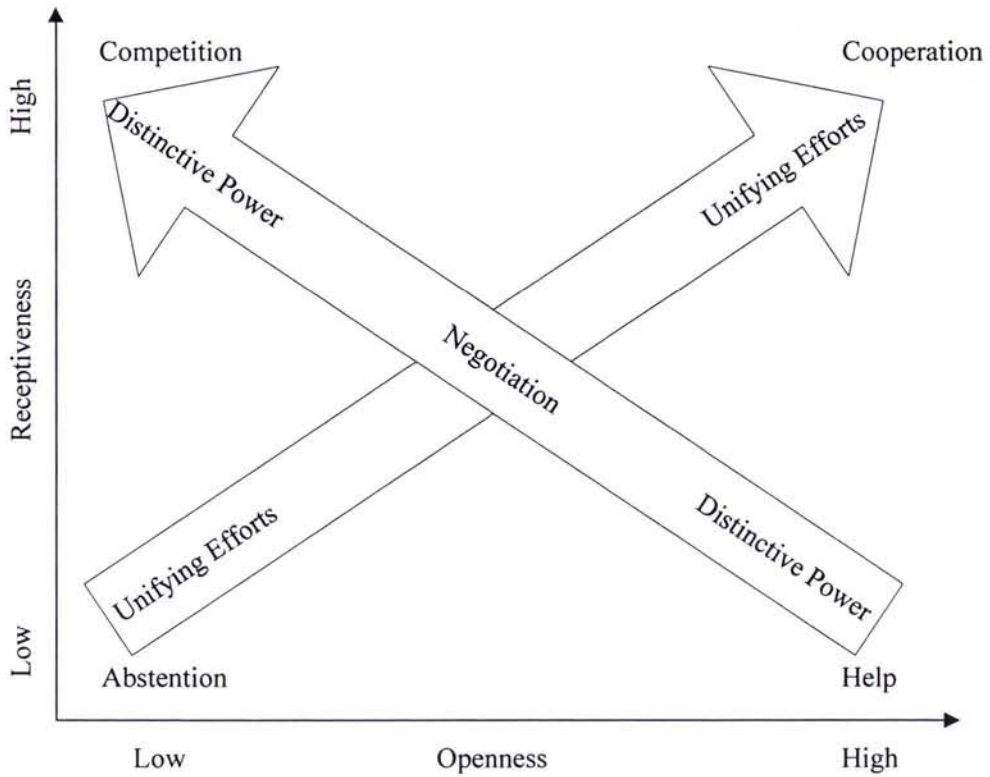 Competition
Cooperation
High
Distinctive Power
Unifying Efforts
Receptiveness
Negotiation
Unifying Efforts
Distinctive Power
Low
Abstention
Help
Low
Openness
High